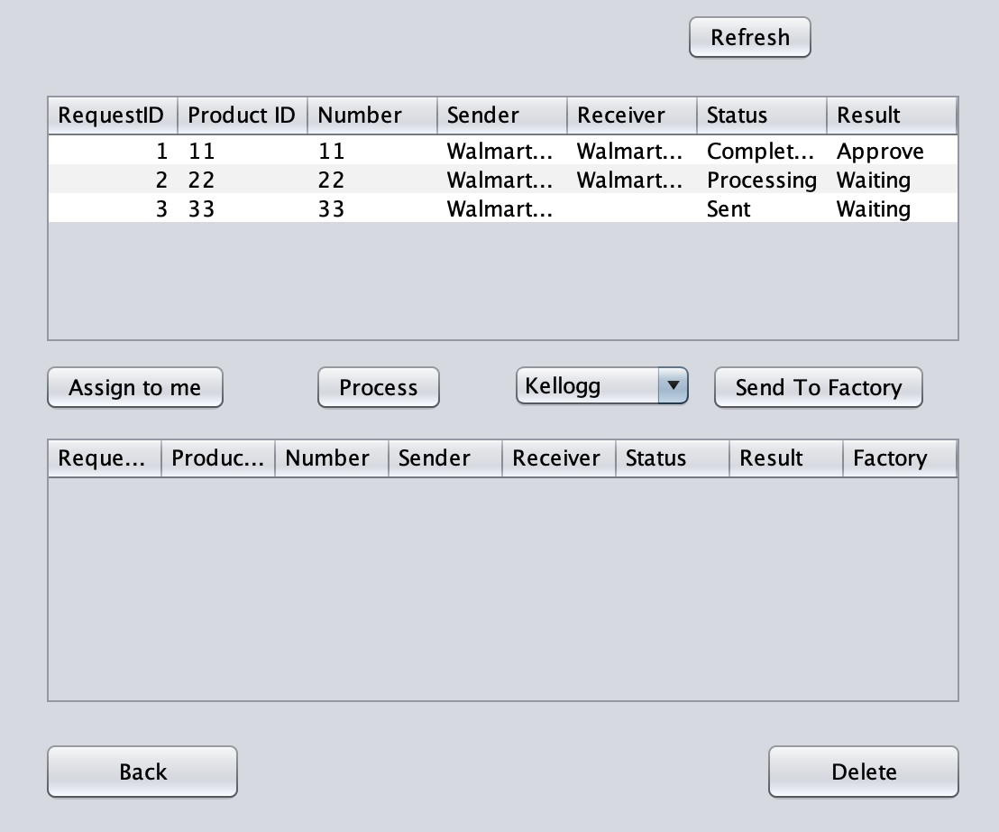 Refresh
RequestID Product ID Number Sender Receiver Status Result
1 11 11 Walmart... Walmart... Complet... Approve
2 22 22 Walmart... Walmart... Processing Waiting
3 33 33 Walmart... Sent Waiting
Assign to me Process Kellogg Send To Factory
Reque... Produc... Number Sender Receiver Status Result Factory
Back Delete